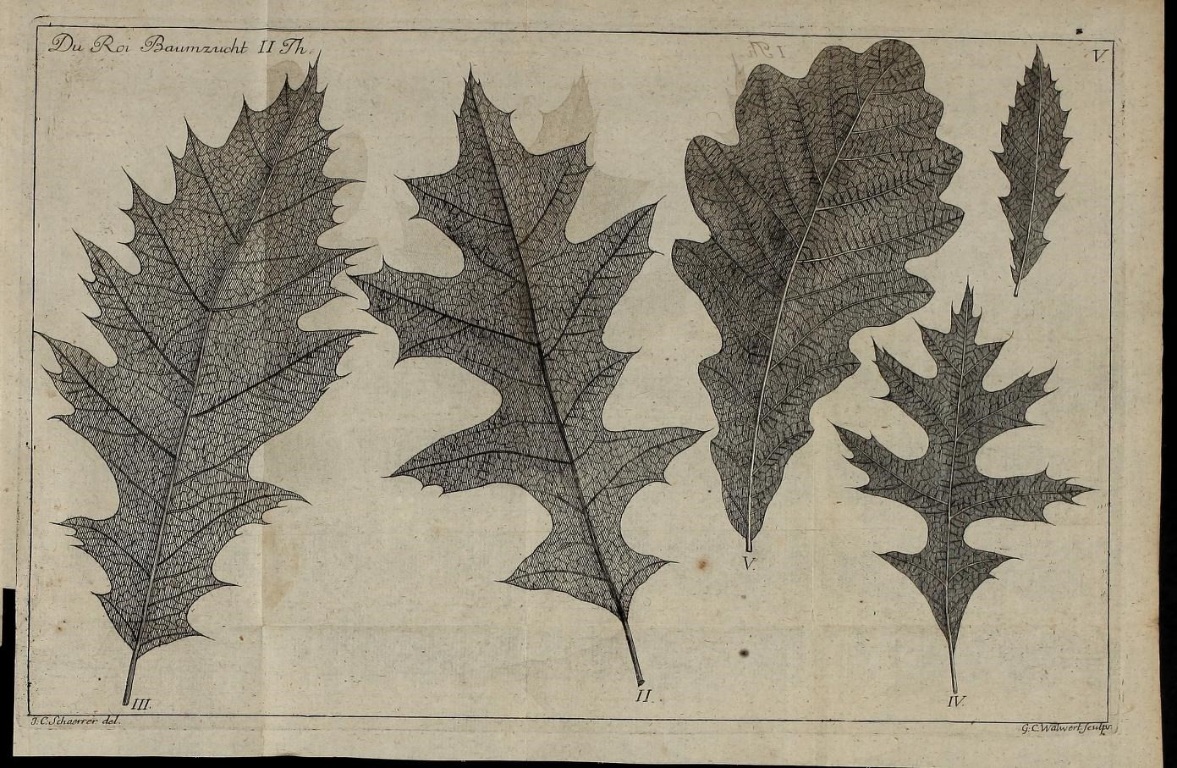 Du Roi Baumzucht II Th.
V.
V.
III.
II.
IV.
J. C. Schaerrer del.
G. C. Walwert sculps.